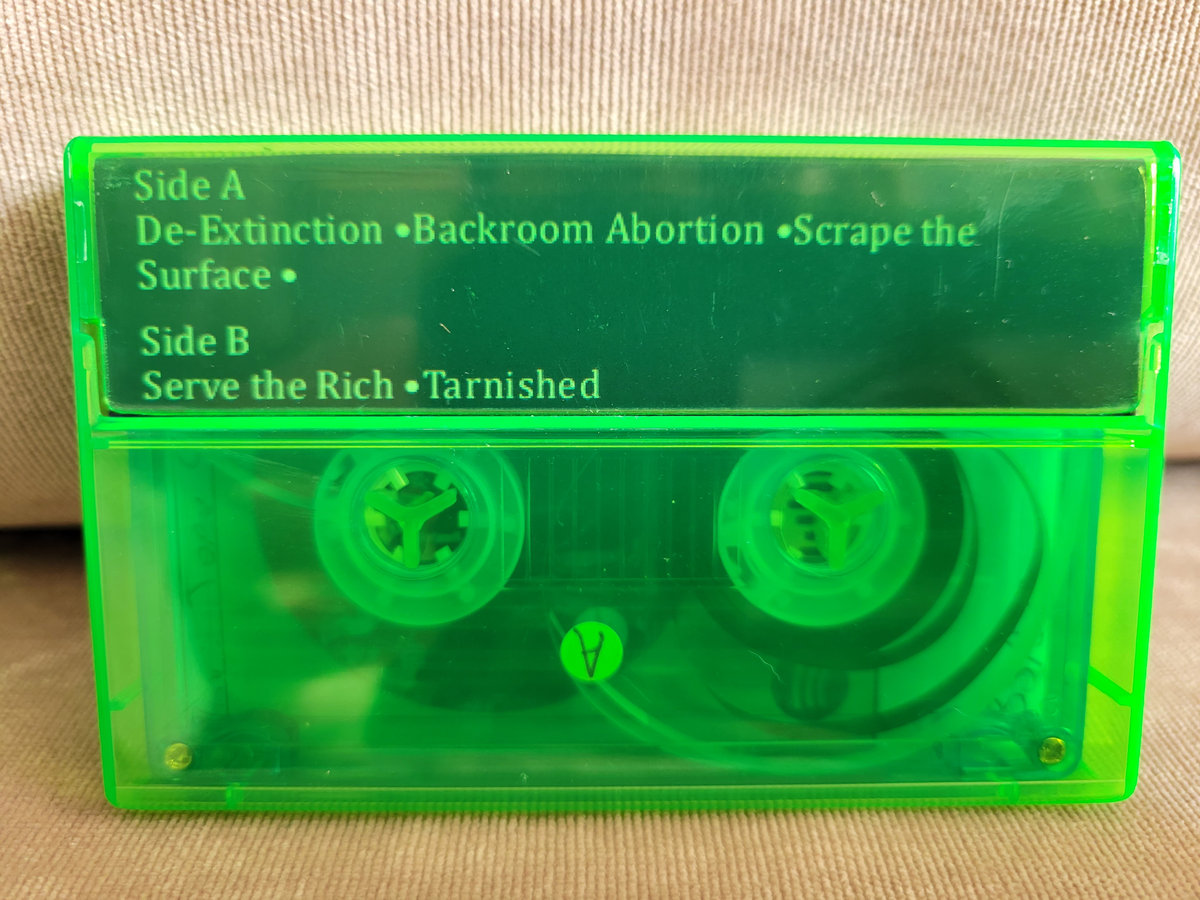 Side A
De-Extinction •Backroom Abortion •Scrape the
Surface •
Side B
Serve the Rich •Tarnished
A